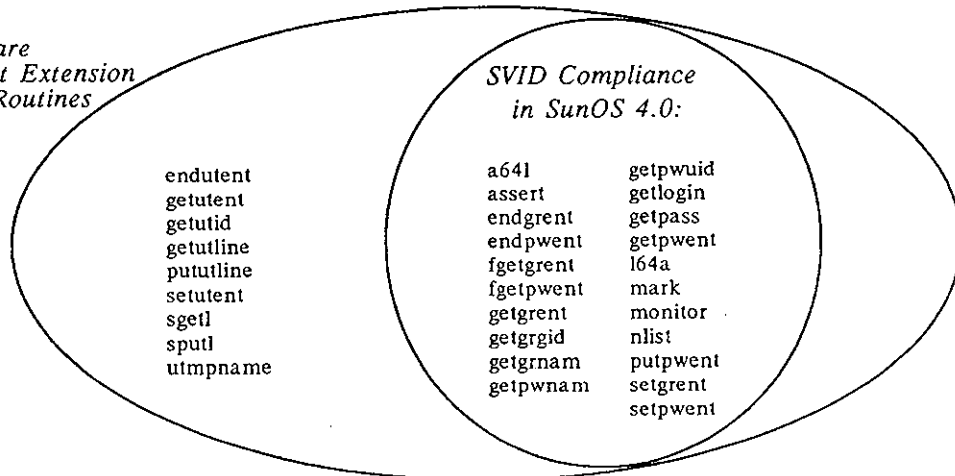 are
t Extension
Routines
SVID Compliance
in SunOS 4.0:
endutent
getutent
getutid
getutline
pututline
setutent
sgetl
sputl
utmpname
a64l
assert
endgrent
endpwent
fgetgrent
fgetpwent
getgrent
getgrgid
getgrnam
getpwnam
getpwuid
getlogin
getpass
getpwent
l64a
mark
monitor
nlist
putpwent
setgrent
setpwent